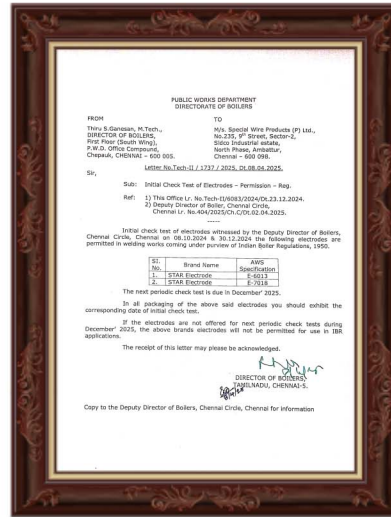 PUBLIC WORKS DEPARTMENT
DIRECTORATE OF BOILERS
FROM
Thiru S.Ganesan, M.Tech.,
DIRECTOR OF BOILERS,
First Floor (South Wing),
P.W.D. Office Compound,
Chepauk, CHENNAI – 600 005.
TO
M/s. Special Wire Products (P) Ltd.,
No.235, 9th Street, Sector-2,
Sidco Industrial estate,
North Phase, Ambattur,
Chennai – 600 098.
Letter No.Tech-II / 1737 / 2025, Dt.08.04.2025.
Sir,
Sub: Initial Check Test of Electrodes – Permission – Reg.
Ref: 1) This Office Lr. No.Tech-II/6083/2024/Dt.23.12.2024.
2) Deputy Director of Boiler, Chennai Circle,
Chennai Lr. No.404/2025/Ch.C/Dt.02.04.2025.
-----
Initial check test of electrodes witnessed by the Deputy Director of Boilers,
Chennai Circle, Chennai on 08.10.2024 & 30.12.2024 the following electrodes are
permitted in welding works coming under purview of Indian Boiler Regulations, 1950.
Sl. No. Brand Name AWS Specification
1. STAR Electrode E-6013
2. STAR Electrode E-7018
The next periodic check test is due in December' 2025.
In all packaging of the above said electrodes you should exhibit the
corresponding date of initial check test.
If the electrodes are not offered for next periodic check tests during
December' 2025, the above brands electrodes will not be permitted for use in IBR
applications.
The receipt of this letter may please be acknowledged.
DIRECTOR OF BOILERS,
TAMILNADU, CHENNAI-5.
Copy to the Deputy Director of Boilers, Chennai Circle, Chennai for information